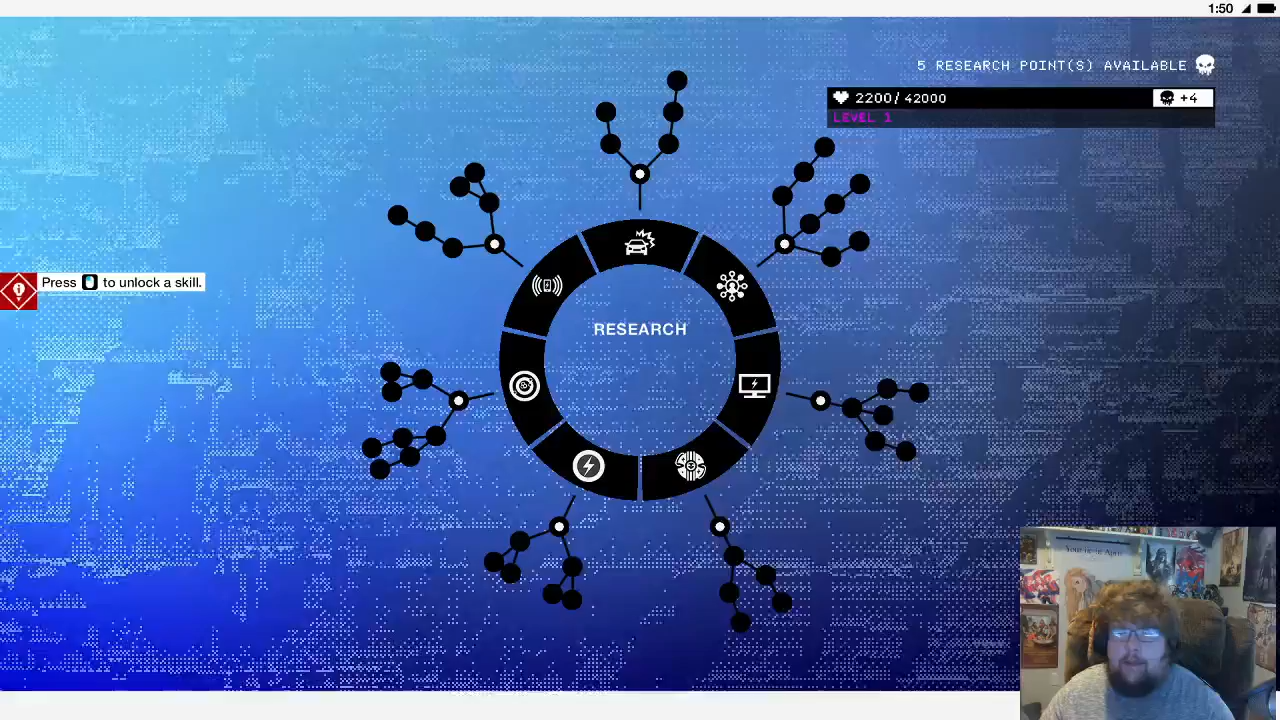 1:50
5 RESEARCH POINT(S) AVAILABLE
2200/42000
+4
LEVEL 1
Press to unlock a skill.
RESEARCH